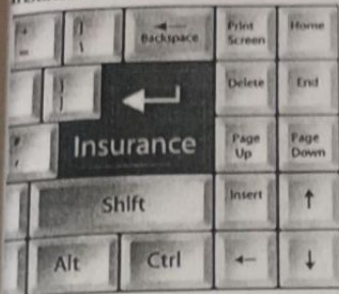 + | ← Print Home
= \ Backspace Screen
} Delete End
] ↵
" Insurance Page Page
' Up Down
Shift Insert ↑
Alt Ctrl ← ↓